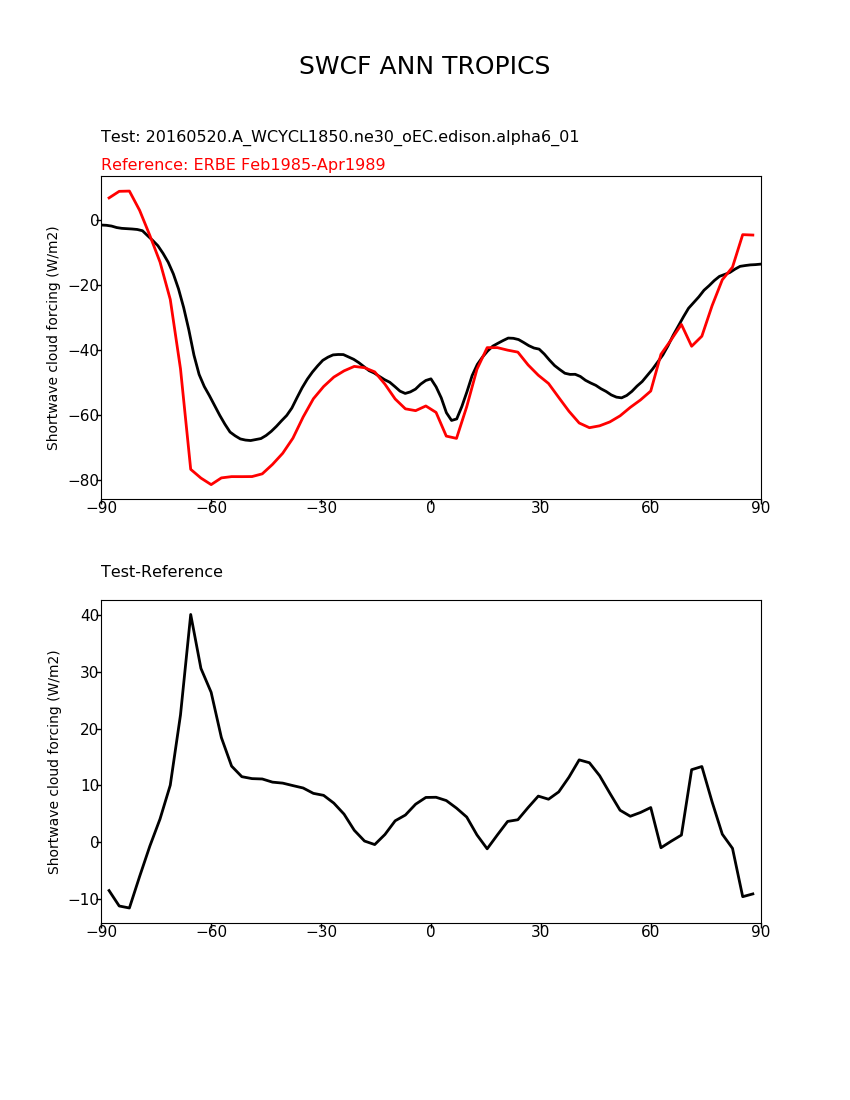 SWCF ANN TROPICS
Test: 20160520.A_WCYCL1850.ne30_oEC.edison.alpha6_01
Reference: ERBE Feb1985-Apr1989
Shortwave cloud forcing (W/m2)
0
−20
−40
−60
−80
−90 −60 −30 0 30 60 90
Test-Reference
Shortwave cloud forcing (W/m2)
40
30
20
10
0
−10
−90 −60 −30 0 30 60 90